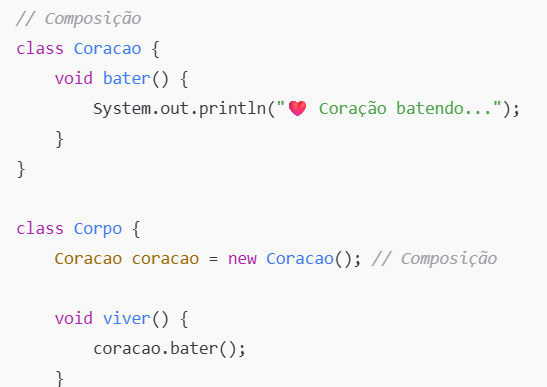 // Composição
class Coracao {
    void bater() {
        System.out.println("❤️ Coração batendo...");
    }
}
class Corpo {
    Coracao coracao = new Coracao(); // Composição
    void viver() {
        coracao.bater();
    }